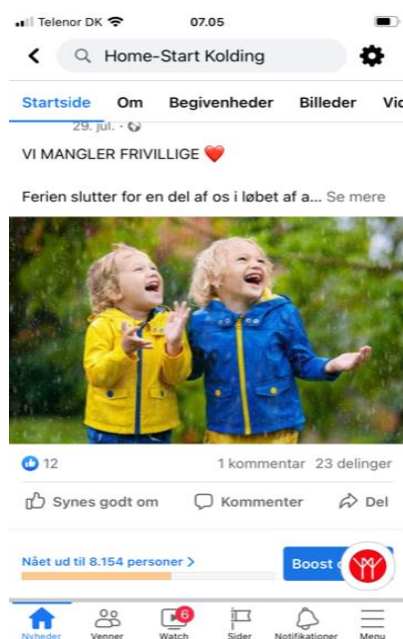 Telenor DK
07.05
Home-Start Kolding
Startside Om Begivenheder Billeder Vic
29. jul.
VI MANGLER FRIVILLIGE
Ferien slutter for en del af os i løbet af a... Se mere
12 1 kommentar 23 delinger
Synes godt om Kommenter Del
Nået ud til 8.154 personer > Boost
6
Nyheder Venner Watch Sider Notifikationer Menu